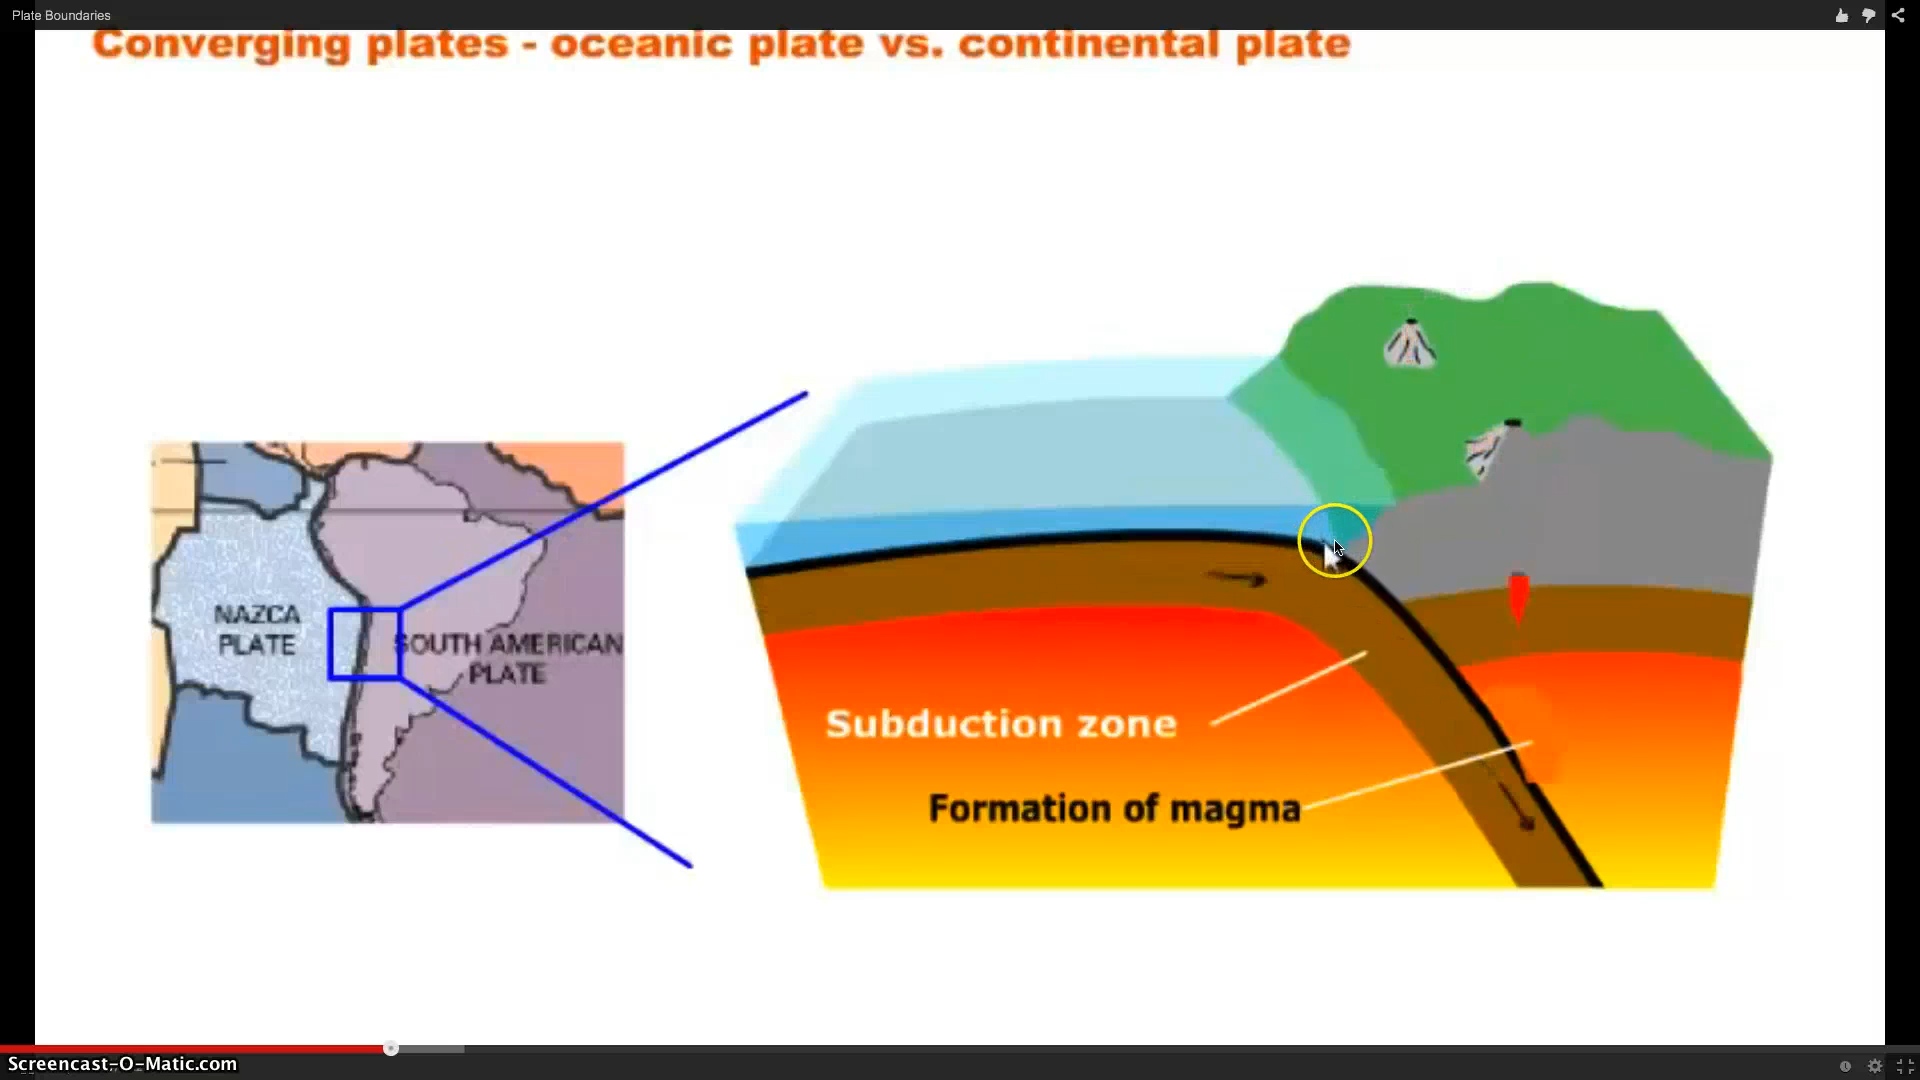 Plate Boundaries
Converging plates - oceanic plate vs. continental plate
NAZCA
PLATE
SOUTH AMERICAN
PLATE
Subduction zone
Formation of magma
Screencast-O-Matic.com